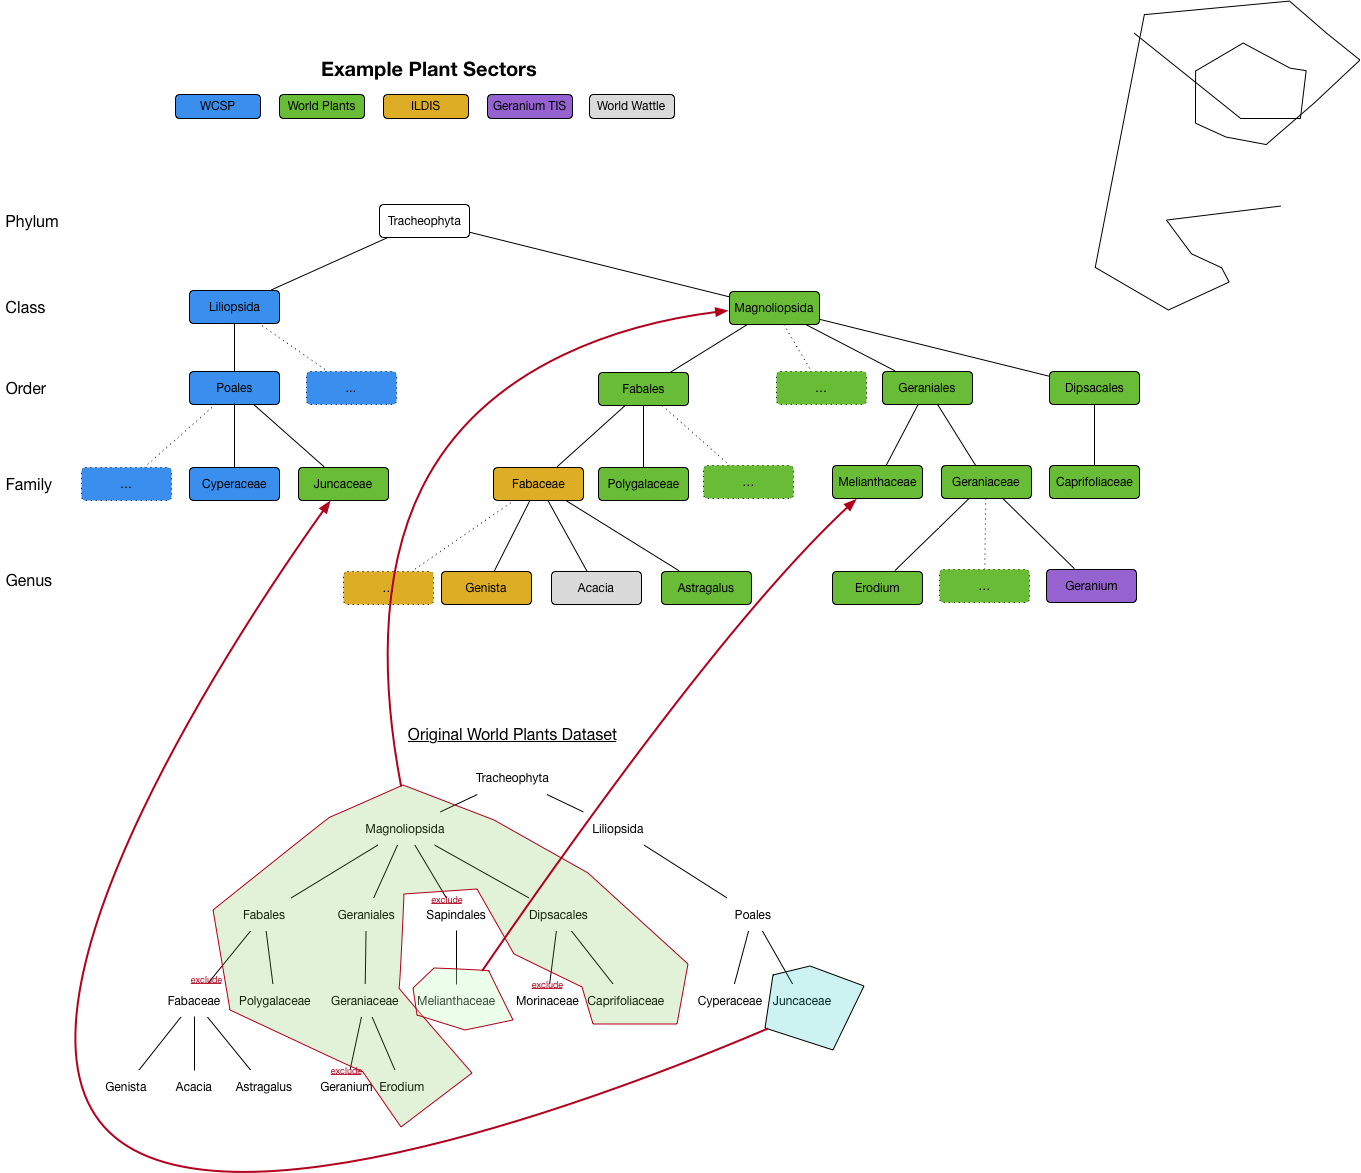 Example Plant Sectors
WCSP World Plants ILDIS Geranium TIS World Wattle
Phylum Tracheophyta
Class Liliopsida Magnoliopsida
Order Poales ... Fabales ... Geraniales Dipsacales
Family ... Cyperaceae Juncaceae Fabaceae Polygalaceae ... Melianthaceae Geraniaceae Caprifoliaceae
Genus ... Genista Acacia Astragalus Erodium ... Geranium
Original World Plants Dataset
Tracheophyta
Magnoliopsida Liliopsida
exclude
Fabales Geraniales Sapindales Dipsacales Poales
exclude exclude
Fabaceae Polygalaceae Geraniaceae Melianthaceae Morinaceae Caprifoliaceae Cyperaceae Juncaceae
exclude
Genista Acacia Astragalus Geranium Erodium